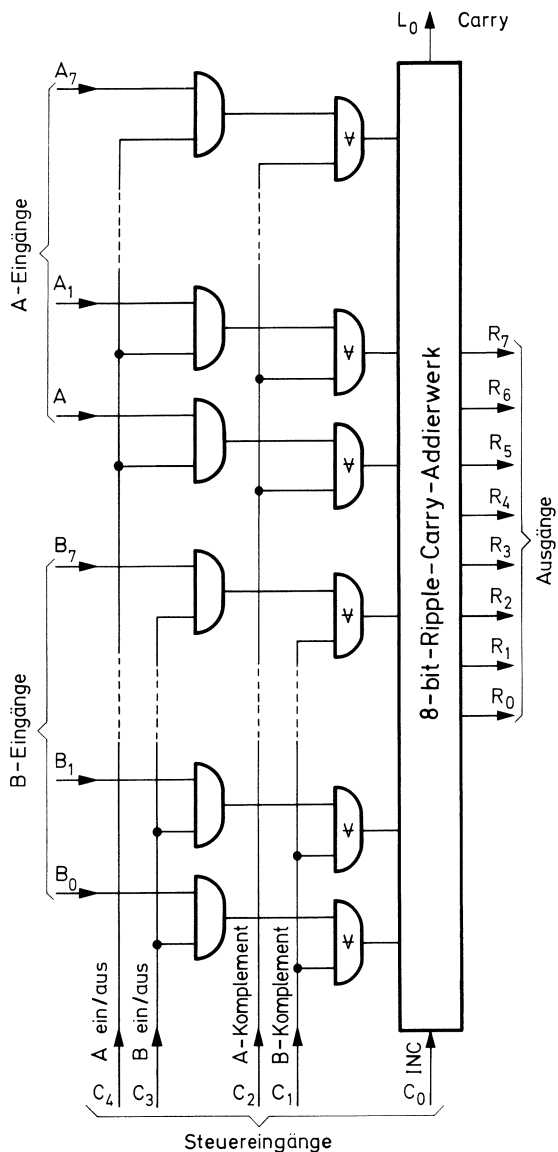 L0 Carry
A7
A1
A
A-Eingänge
B7
B1
B0
B-Eingänge
∀
∀
∀
∀
∀
∀
8-bit-Ripple-Carry-Addierwerk
R7
R6
R5
R4
R3
R2
R1
R0
Ausgänge
A ein/aus
B ein/aus
A-Komplement
B-Komplement
INC
C4 C3 C2 C1 C0
Steuereingänge